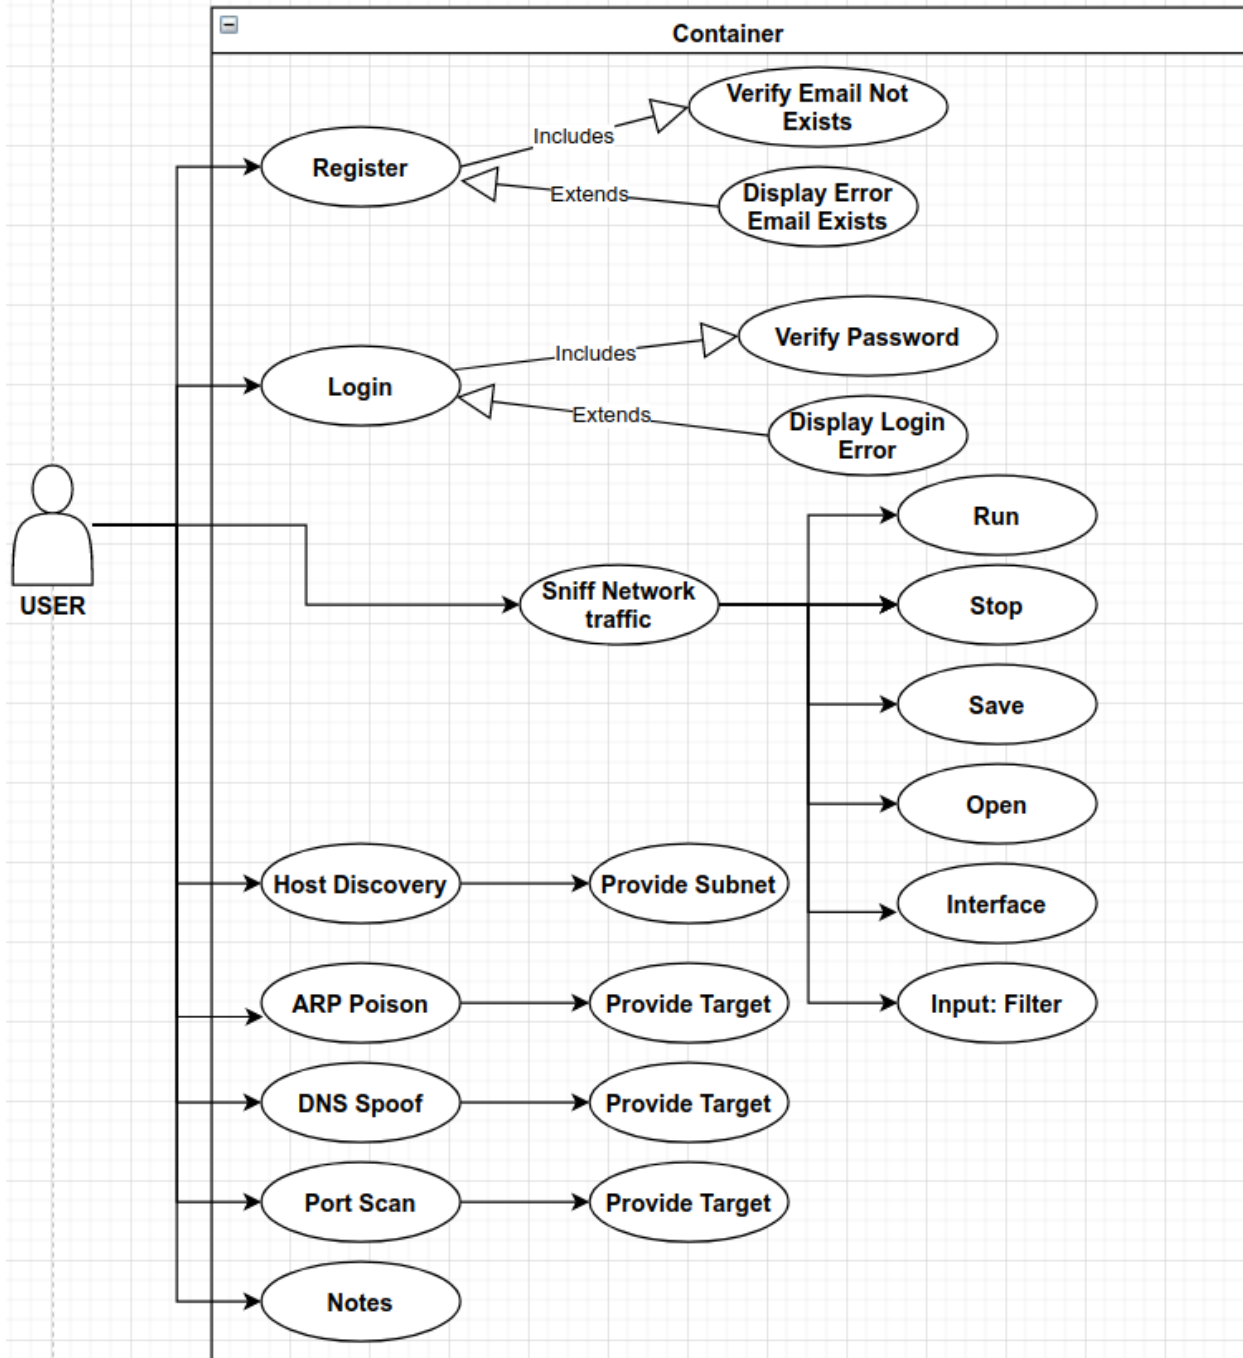 Container
Verify Email Not
Exists
Includes
Register
Extends
Display Error
Email Exists
Verify Password
Includes
Login
Extends
Display Login
Error
USER
Sniff Network
traffic
Run
Stop
Save
Open
Interface
Input: Filter
Host Discovery
Provide Subnet
ARP Poison
Provide Target
DNS Spoof
Provide Target
Port Scan
Provide Target
Notes